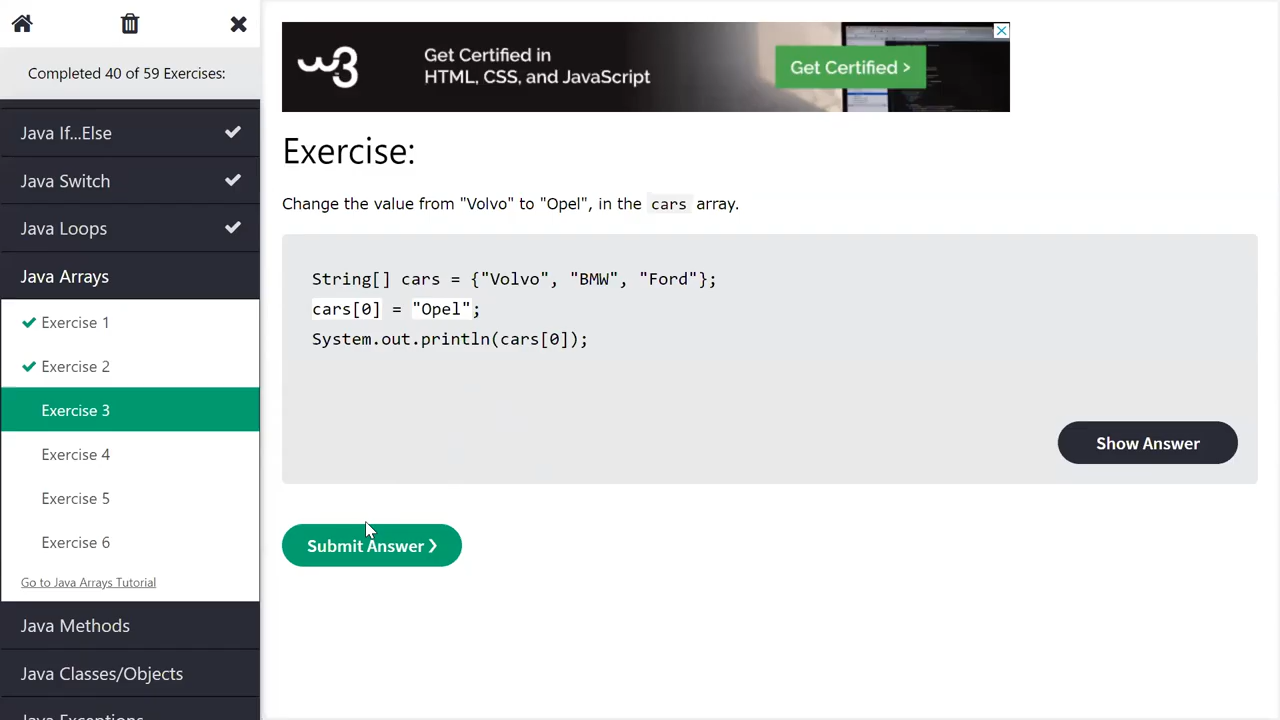 Completed 40 of 59 Exercises:
Java If...Else
Java Switch
Java Loops
Java Arrays
Exercise 1
Exercise 2
Exercise 3
Exercise 4
Exercise 5
Exercise 6
Go to Java Arrays Tutorial
Java Methods
Java Classes/Objects
Java Exceptions
w3
Get Certified in
HTML, CSS, and JavaScript
Get Certified >
Exercise:
Change the value from "Volvo" to "Opel", in the cars array.
String[] cars = {"Volvo", "BMW", "Ford"};
cars[0] = "Opel";
System.out.println(cars[0]);
Show Answer
Submit Answer ❯